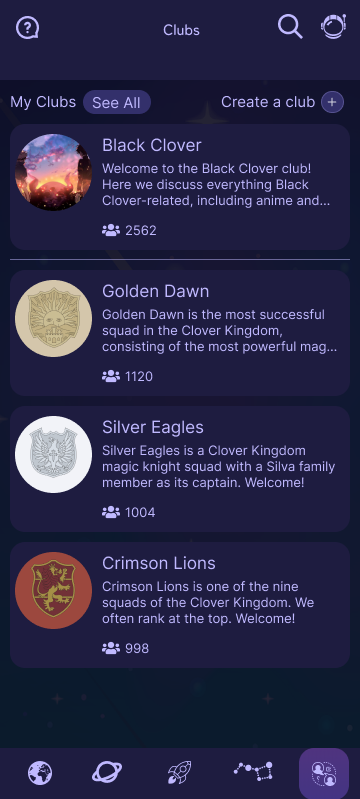 Clubs
My Clubs See All Create a club
Black Clover
Welcome to the Black Clover club!
Here we discuss everything Black
Clover-related, including anime and...
2562
Golden Dawn
Golden Dawn is the most successful
squad in the Clover Kingdom,
consisting of the most powerful mag...
1120
Silver Eagles
Silver Eagles is a Clover Kingdom
magic knight squad with a Silva family
member as its captain. Welcome!
1004
Crimson Lions
Crimson Lions is one of the nine
squads of the Clover Kingdom. We
often rank at the top. Welcome!
998